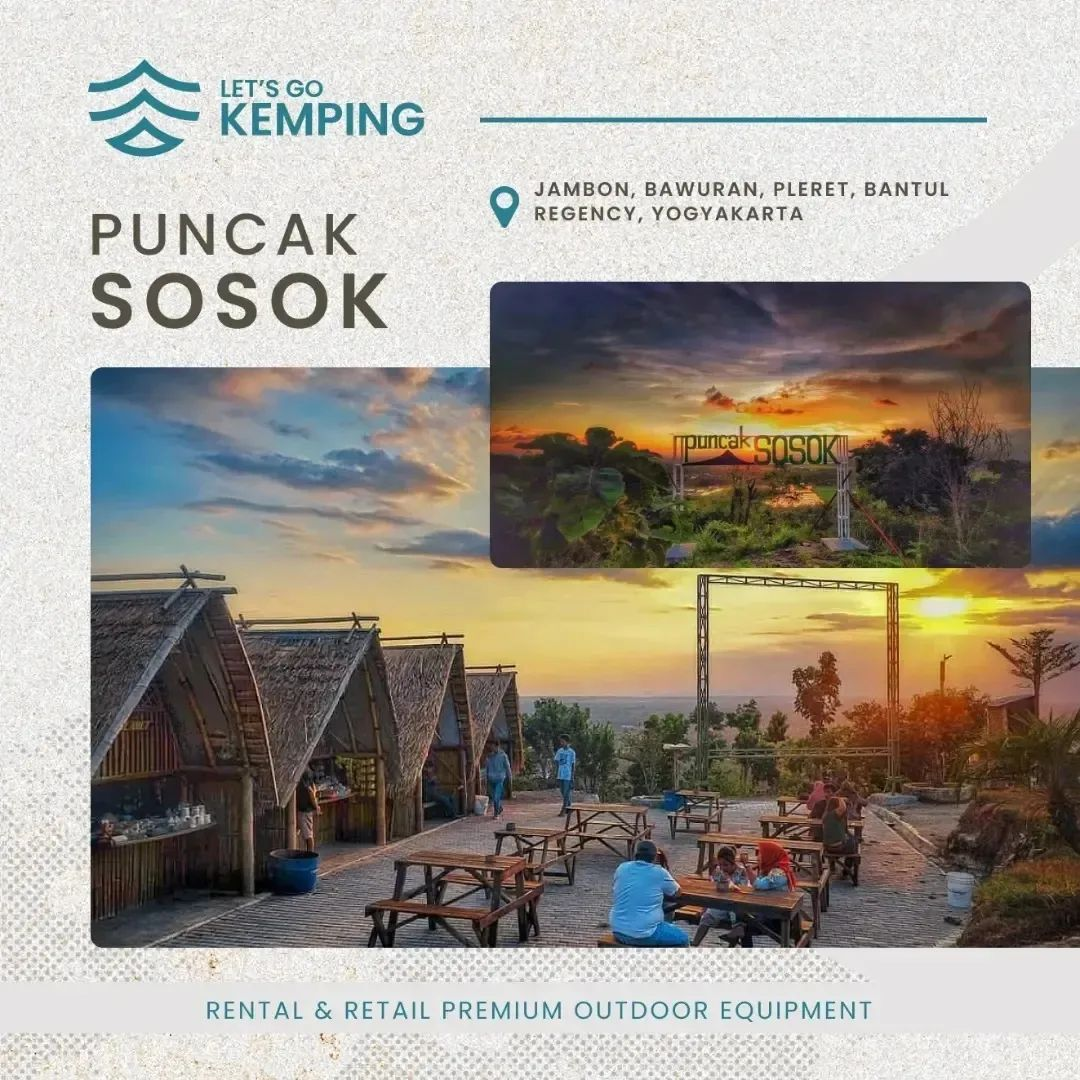 LET'S GO
KEMPING
JAMBON, BAWURAN, PLERET, BANTUL
REGENCY, YOGYAKARTA
PUNCAK
SOSOK
puncak SOSOK
RENTAL & RETAIL PREMIUM OUTDOOR EQUIPMENT